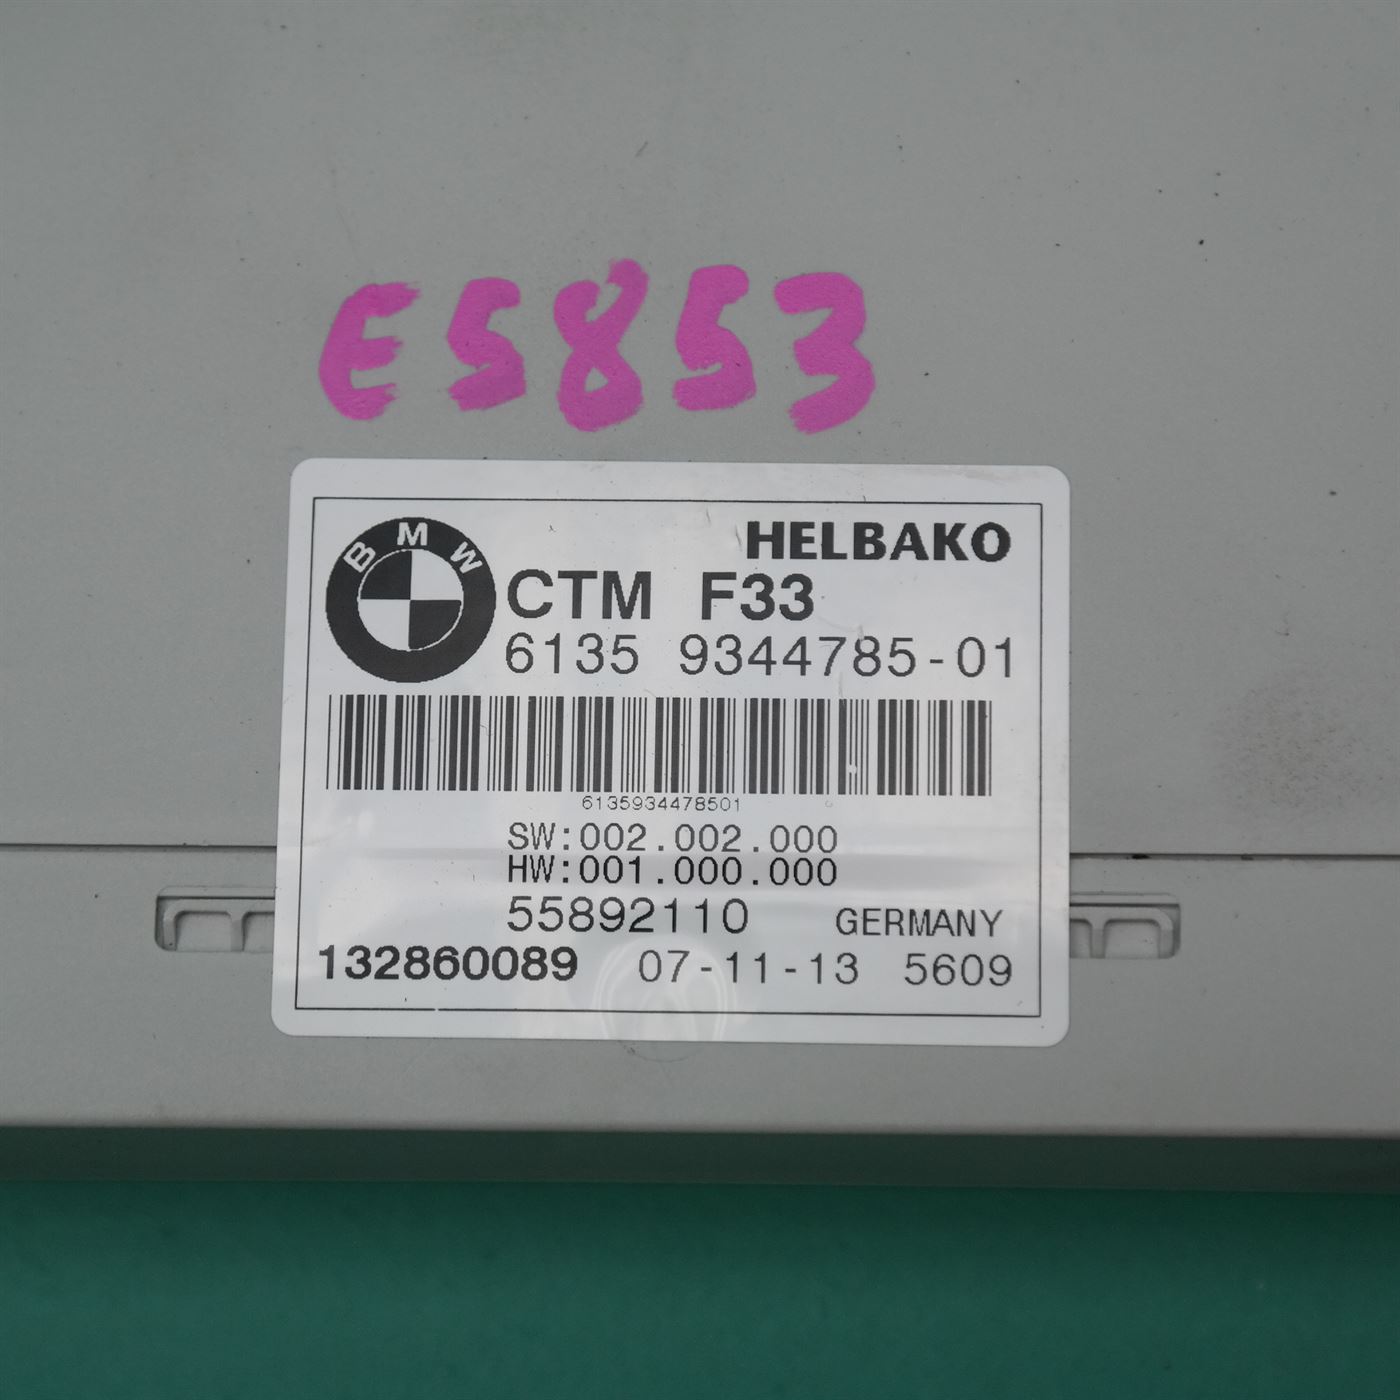 E5853
HELBAKO
BMW
CTM F33
6135 9344785-01
6135934478501
SW:002.002.000
HW:001.000.000
55892110 GERMANY
132860089 07-11-13 5609